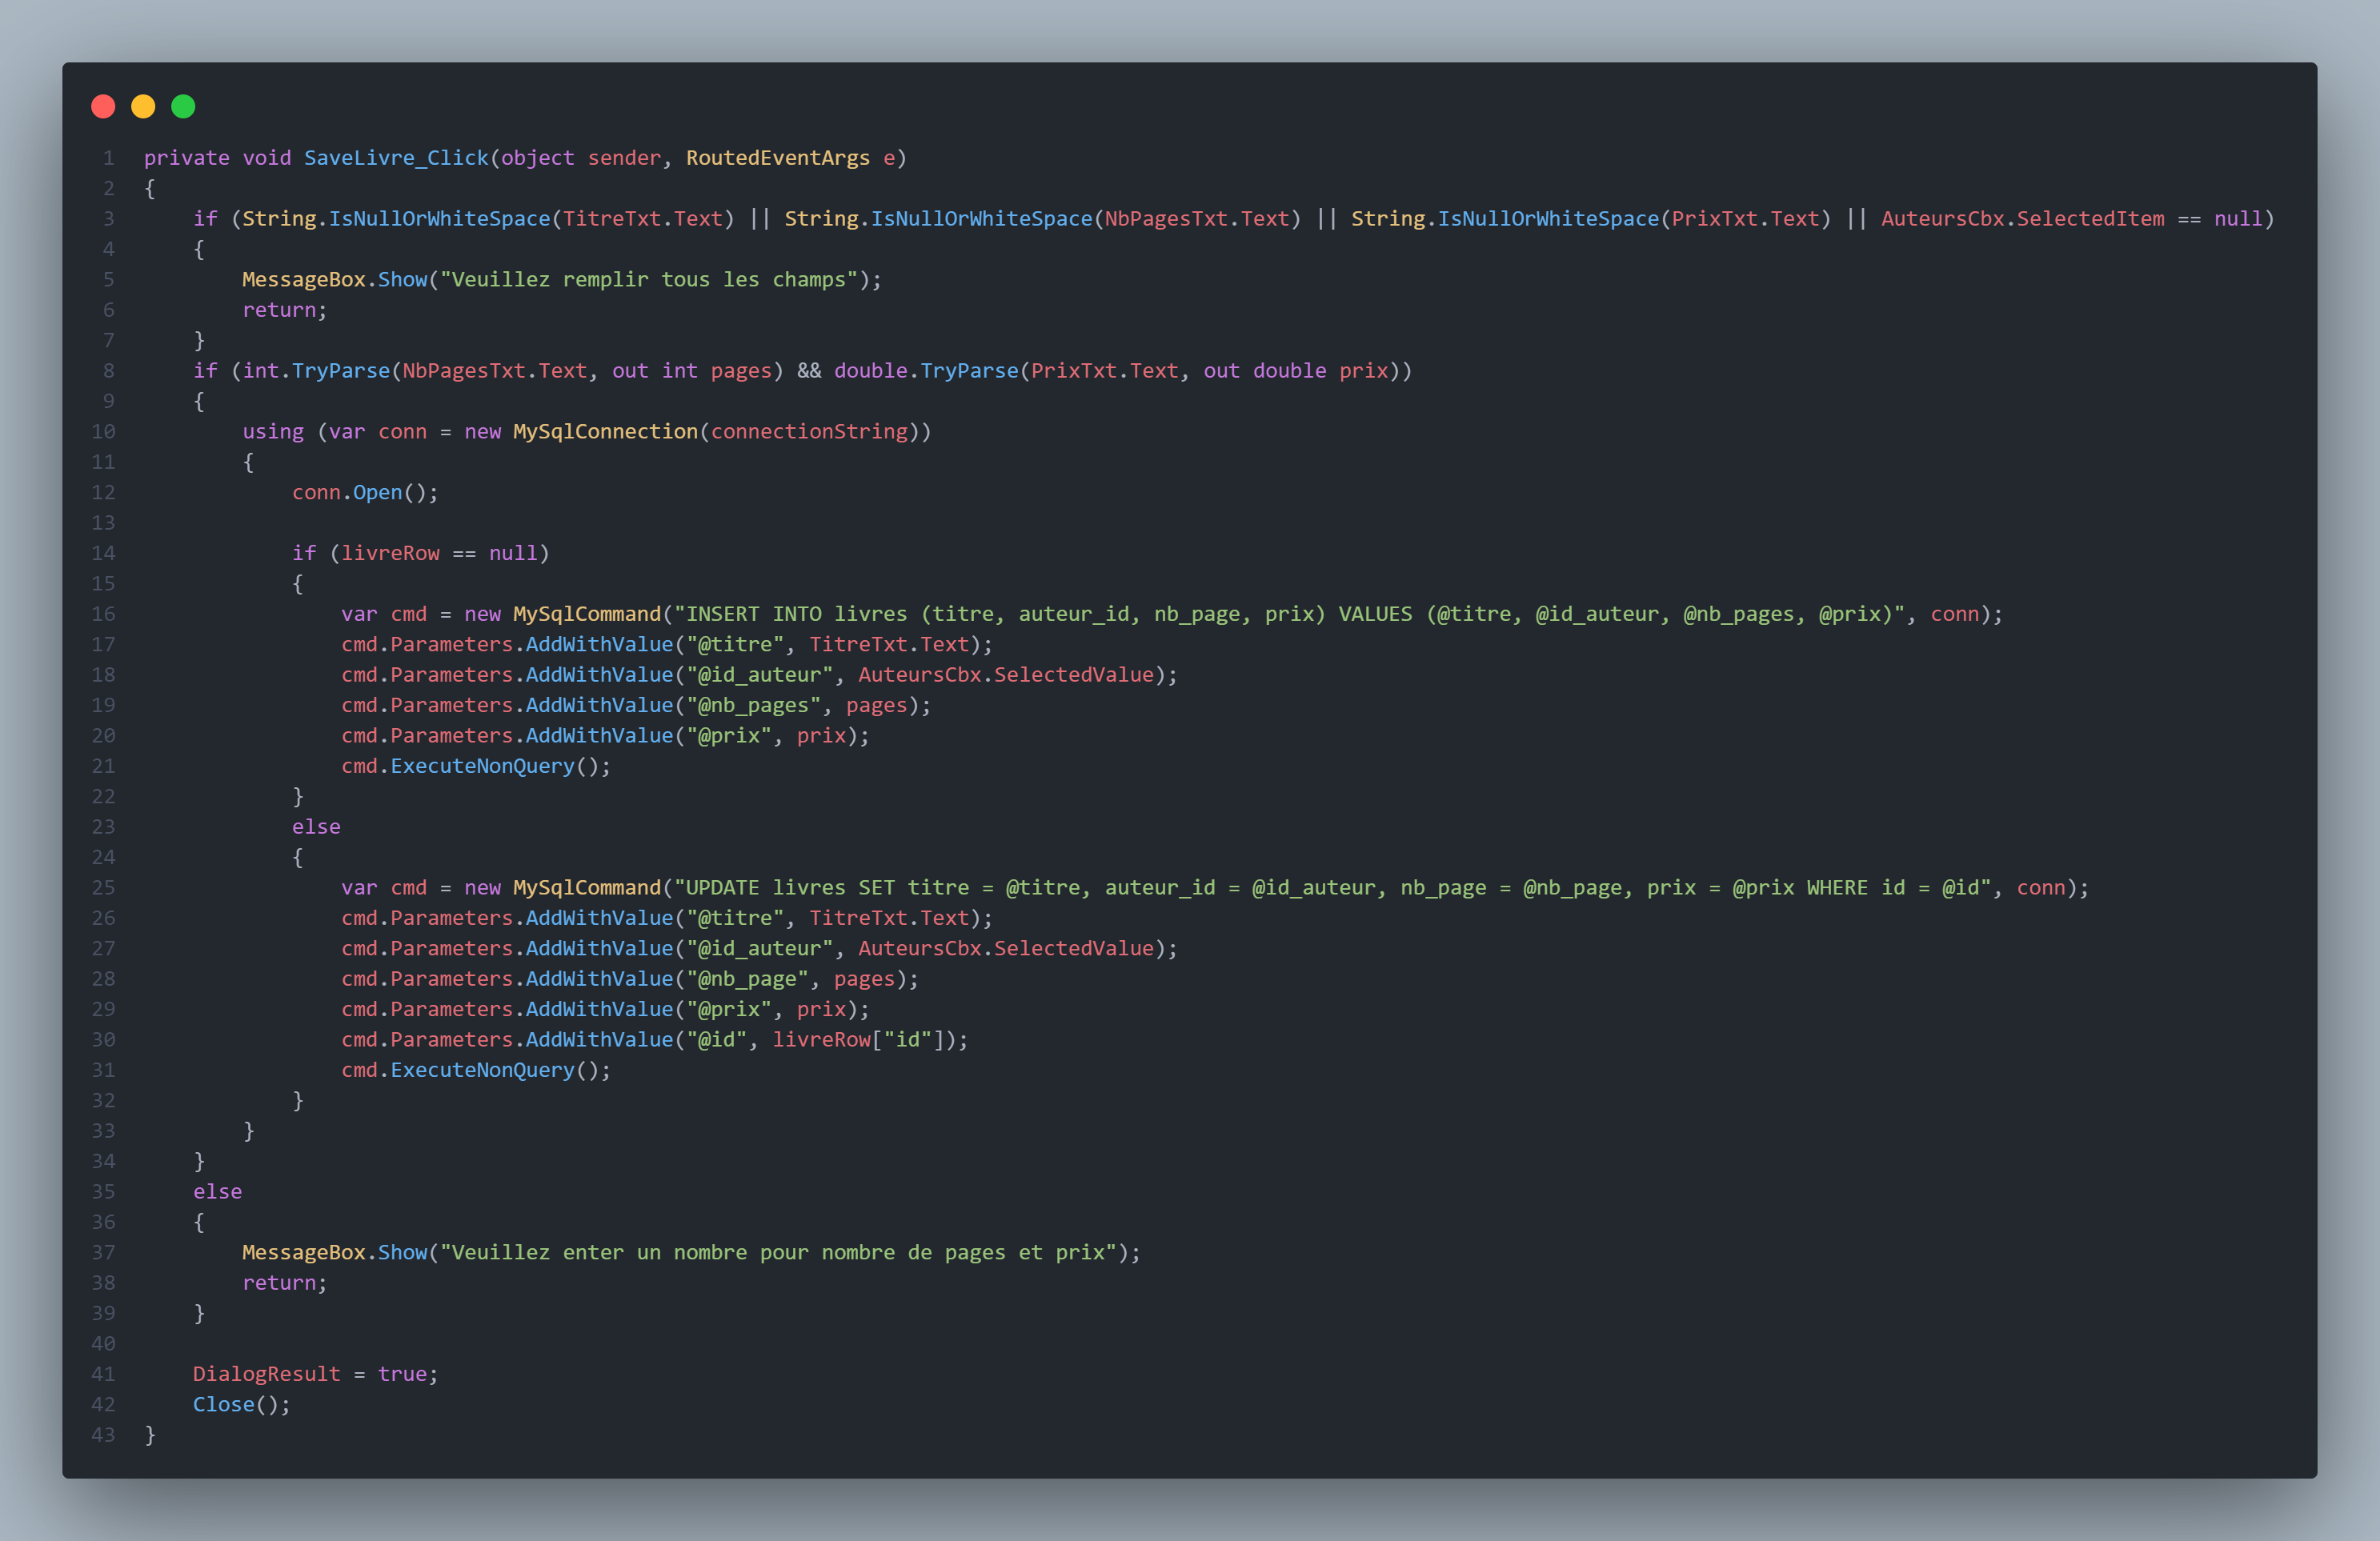 1 private void SaveLivre_Click(object sender, RoutedEventArgs e)
2 {
3     if (String.IsNullOrWhiteSpace(TitreTxt.Text) || String.IsNullOrWhiteSpace(NbPagesTxt.Text) || String.IsNullOrWhiteSpace(PrixTxt.Text) || AuteursCbx.SelectedItem == null)
4     {
5         MessageBox.Show("Veuillez remplir tous les champs");
6         return;
7     }
8     if (int.TryParse(NbPagesTxt.Text, out int pages) && double.TryParse(PrixTxt.Text, out double prix))
9     {
10         using (var conn = new MySqlConnection(connectionString))
11         {
12             conn.Open();
13
14             if (livreRow == null)
15             {
16                 var cmd = new MySqlCommand("INSERT INTO livres (titre, auteur_id, nb_page, prix) VALUES (@titre, @id_auteur, @nb_pages, @prix)", conn);
17                 cmd.Parameters.AddWithValue("@titre", TitreTxt.Text);
18                 cmd.Parameters.AddWithValue("@id_auteur", AuteursCbx.SelectedValue);
19                 cmd.Parameters.AddWithValue("@nb_pages", pages);
20                 cmd.Parameters.AddWithValue("@prix", prix);
21                 cmd.ExecuteNonQuery();
22             }
23             else
24             {
25                 var cmd = new MySqlCommand("UPDATE livres SET titre = @titre, auteur_id = @id_auteur, nb_page = @nb_page, prix = @prix WHERE id = @id", conn);
26                 cmd.Parameters.AddWithValue("@titre", TitreTxt.Text);
27                 cmd.Parameters.AddWithValue("@id_auteur", AuteursCbx.SelectedValue);
28                 cmd.Parameters.AddWithValue("@nb_page", pages);
29                 cmd.Parameters.AddWithValue("@prix", prix);
30                 cmd.Parameters.AddWithValue("@id", livreRow["id"]);
31                 cmd.ExecuteNonQuery();
32             }
33         }
34     }
35     else
36     {
37         MessageBox.Show("Veuillez enter un nombre pour nombre de pages et prix");
38         return;
39     }
40
41     DialogResult = true;
42     Close();
43 }